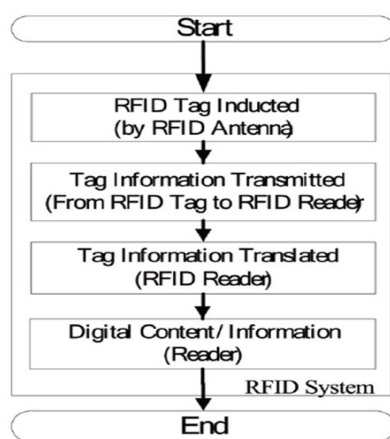 Start
RFID Tag Inducted
(by RFID Antenna)
Tag Information Transmitted
(From RFID Tag to RFID Reader)
Tag Information Translated
(RFID Reader)
Digital Content/ Information
(Reader)
RFID System
End